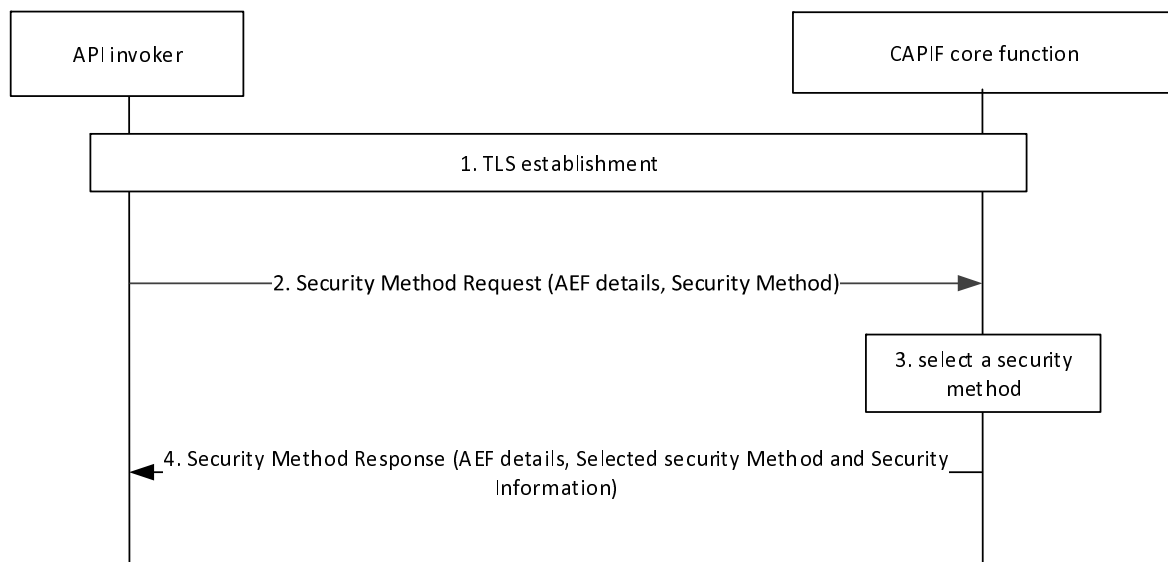 API invoker
CAPIF core function
1. TLS establishment
2. Security Method Request (AEF details, Security Method)
3. select a security
method
4. Security Method Response (AEF details, Selected security Method and Security
Information)